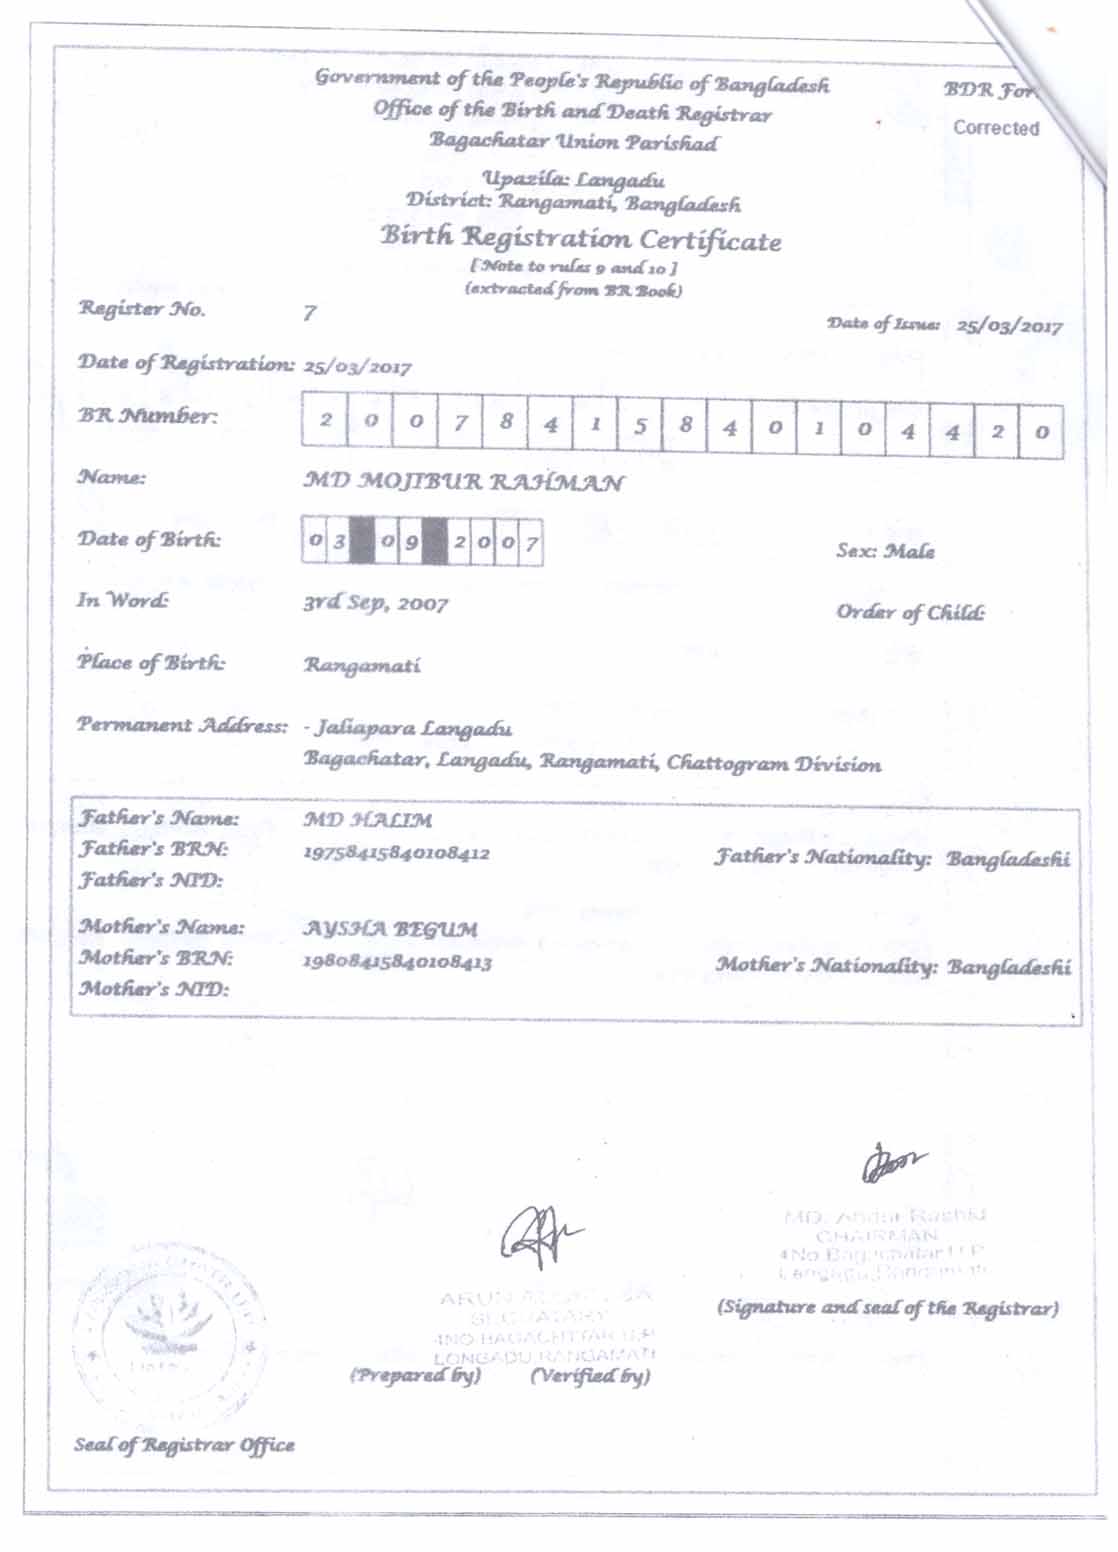 Government of the People's Republic of Bangladesh
BDR For
Office of the Birth and Death Registrar
Corrected
Bagachatar Union Parishad
Upazila: Langadu
District: Rangamati, Bangladesh
Birth Registration Certificate
[ Note to rules 9 and 10 ]
(extracted from BR Book)
Register No. 7
Date of Issue: 25/03/2017
Date of Registration: 25/03/2017
BR Number: 2 0 0 7 8 4 1 5 8 4 0 1 0 4 4 2 0
Name: MD MOJIBUR RAHMAN
Date of Birth: 0 3 0 9 2 0 0 7
Sex: Male
In Word: 3rd Sep, 2007
Order of Child:
Place of Birth: Rangamati
Permanent Address: - Jaliapara Langadu
Bagachatar, Langadu, Rangamati, Chattogram Division
Father's Name: MD HALIM
Father's BRN: 19758415840108412 Father's Nationality: Bangladeshi
Father's NID:
Mother's Name: AYSHA BEGUM
Mother's BRN: 19808415840108413 Mother's Nationality: Bangladeshi
Mother's NID:
MD. Abdur Rashid
CHAIRMAN
4No Bagachatar U.P
Langadu, Rangamati
(Signature and seal of the Registrar)
ARUN
4NO BAGACHTTAR U.P
LONGADU RANGAMATI
(Prepared by) (Verified by)
Seal of Registrar Office